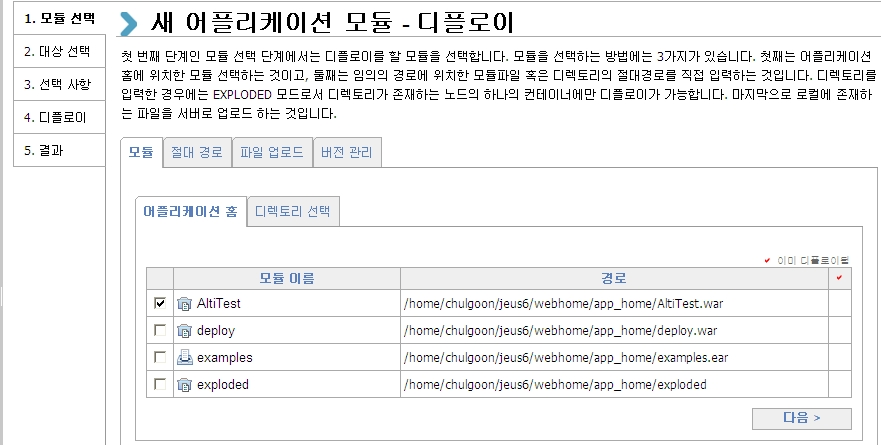 1. 모듈 선택
2. 대상 선택
3. 선택 사항
4. 디플로이
5. 결과
새 어플리케이션 모듈 - 디플로이
첫 번째 단계인 모듈 선택 단계에서는 디플로이를 할 모듈을 선택합니다. 모듈을 선택하는 방법에는 3가지가 있습니다. 첫째는 어플리케이션
홈에 위치한 모듈 선택하는 것이고, 둘째는 임의의 경로에 위치한 모듈파일 혹은 디렉토리의 절대경로를 직접 입력하는 것입니다. 디렉토리를
입력한 경우에는 EXPLODED 모드로서 디렉토리가 존재하는 노드의 하나의 컨테이너에만 디플로이가 가능합니다. 마지막으로 로컬에 존재하
는 파일을 서버로 업로드 하는 것입니다.
모듈 절대 경로 파일 업로드 버전 관리
어플리케이션 홈 디렉토리 선택
이미 디플로이됨
모듈 이름 경로
AltiTest /home/chulgoon/jeus6/webhome/app_home/AltiTest.war
deploy /home/chulgoon/jeus6/webhome/app_home/deploy.war
examples /home/chulgoon/jeus6/webhome/app_home/examples.ear
exploded /home/chulgoon/jeus6/webhome/app_home/exploded
다음 >